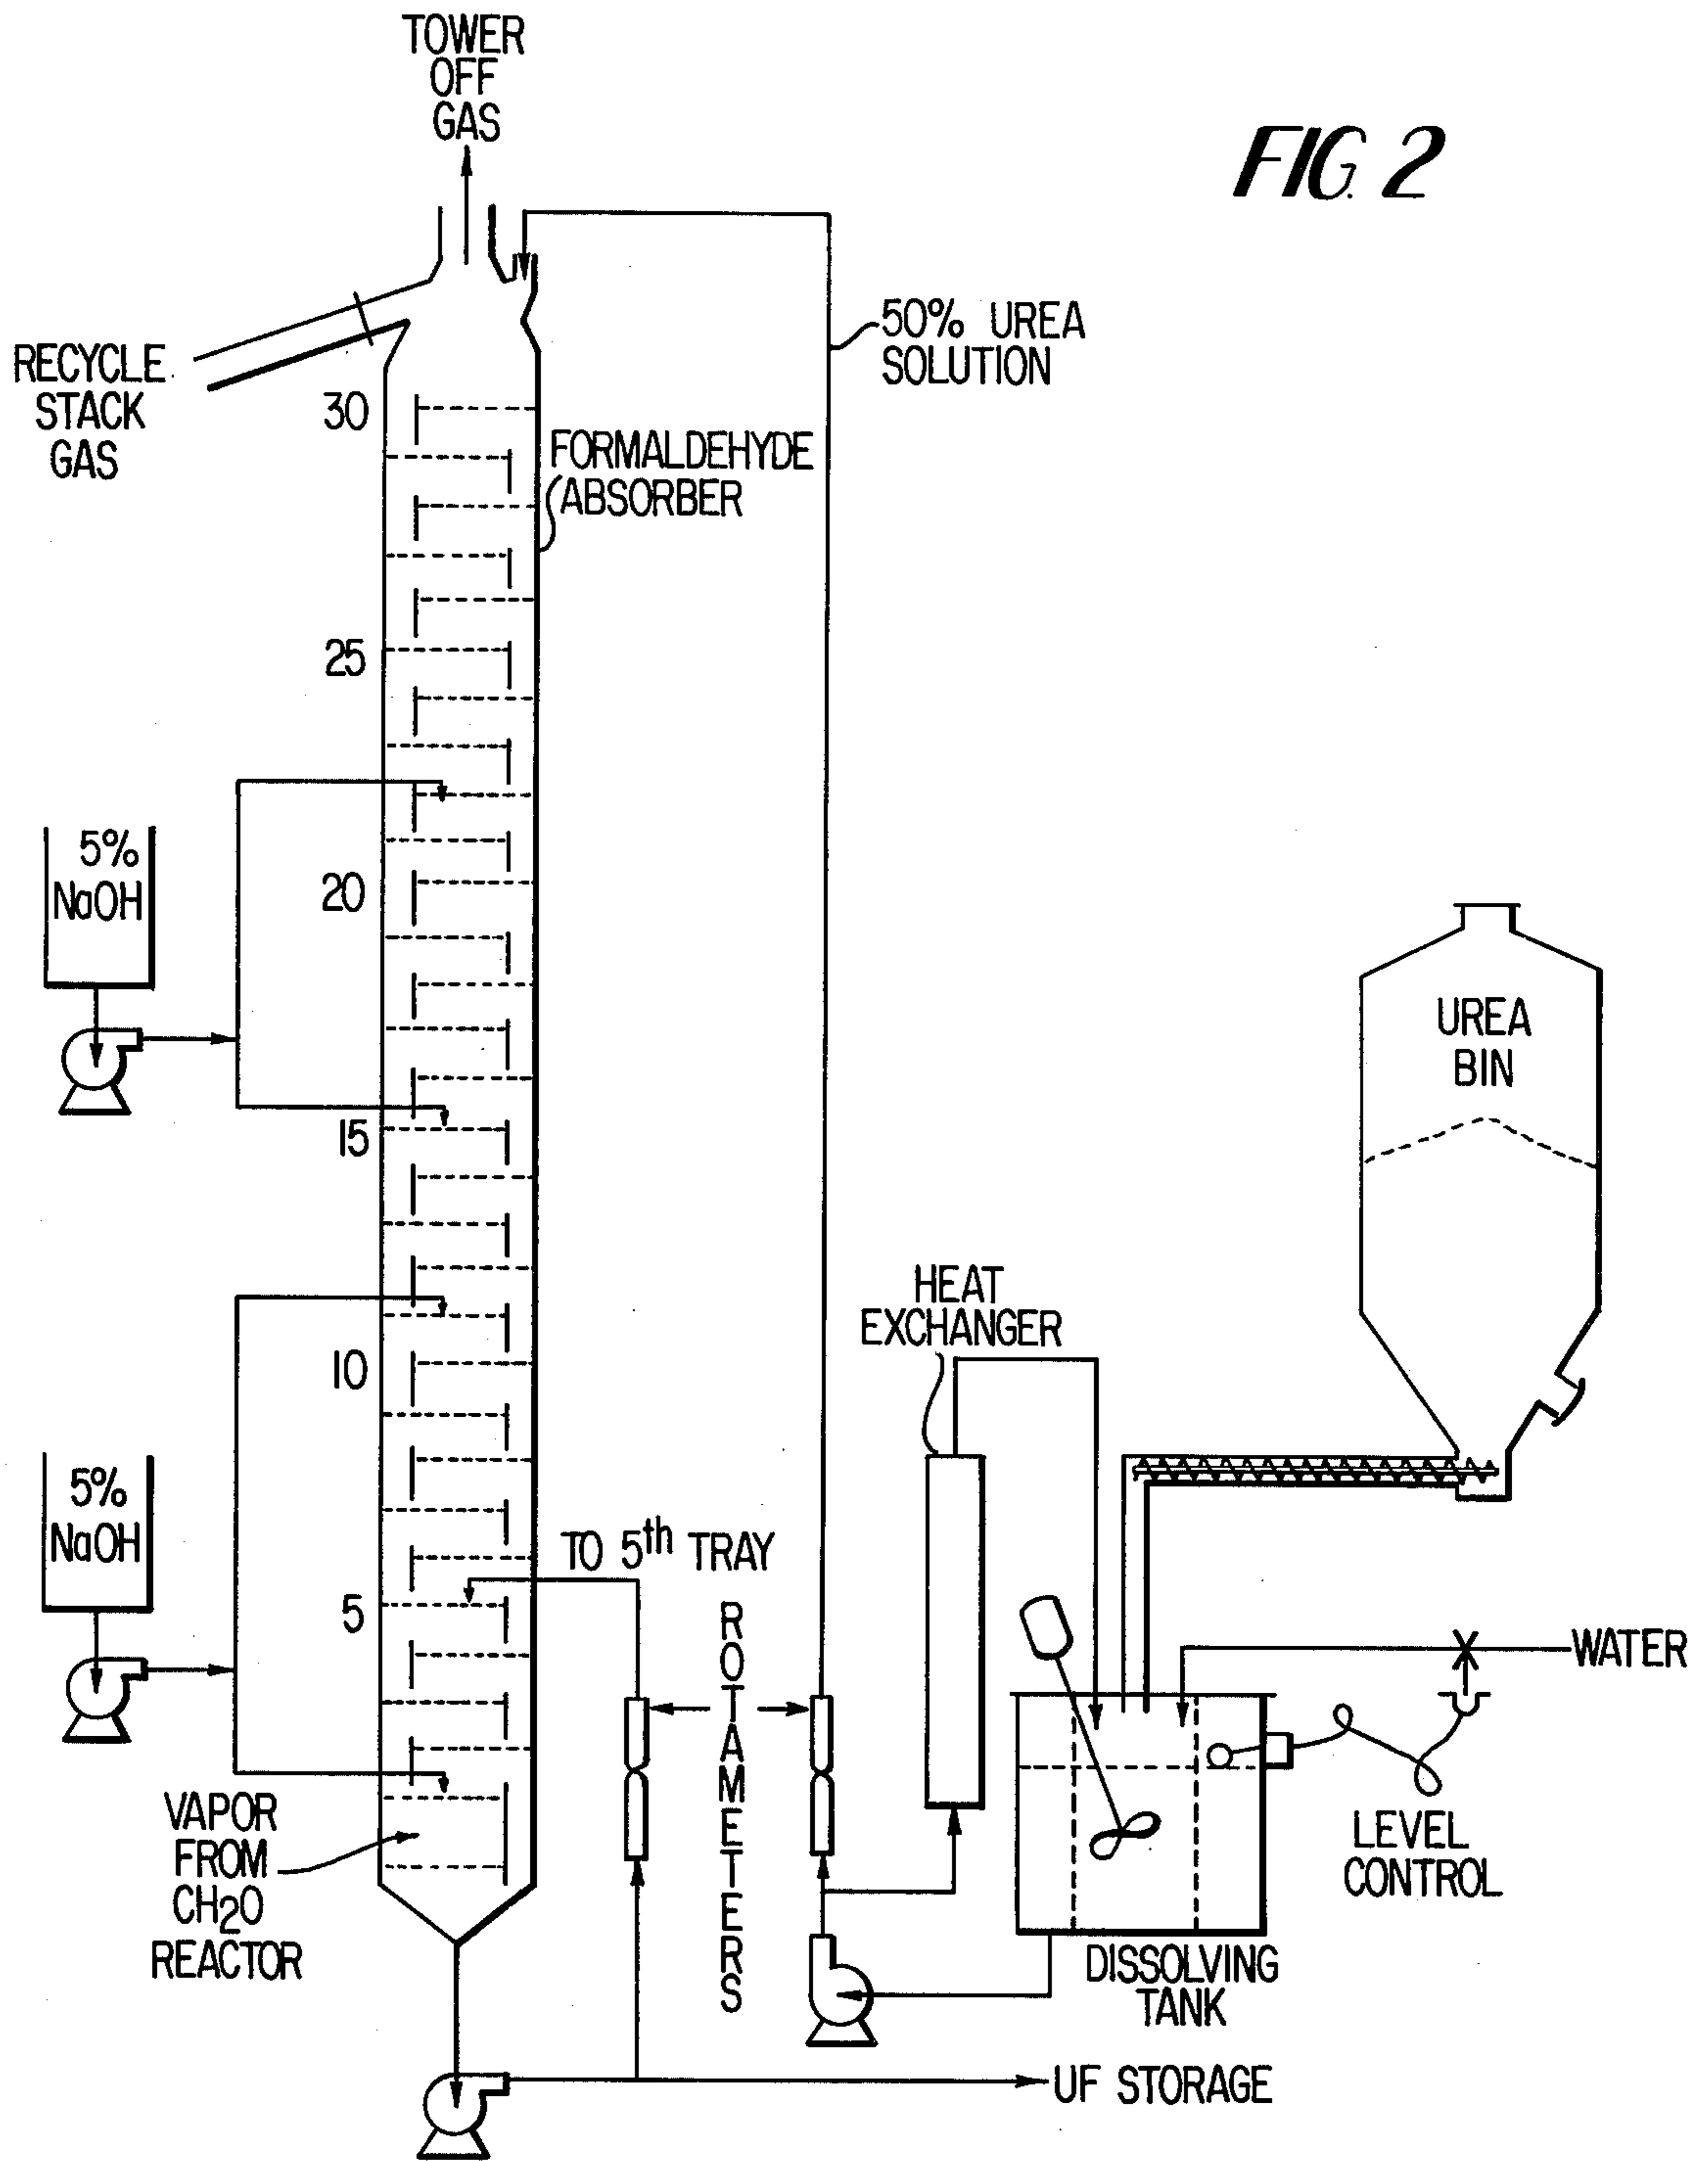 TOWER
OFF
GAS
FIG. 2
50% UREA
SOLUTION
RECYCLE
STACK
GAS
30
FORMALDEHYDE
ABSORBER
25
5%
NaOH
20
UREA
BIN
15
HEAT
EXCHANGER
10
5%
NaOH
TO 5th TRAY
5
ROTAMETERS
WATER
VAPOR
FROM
CH2O
REACTOR
LEVEL
CONTROL
DISSOLVING
TANK
UF STORAGE